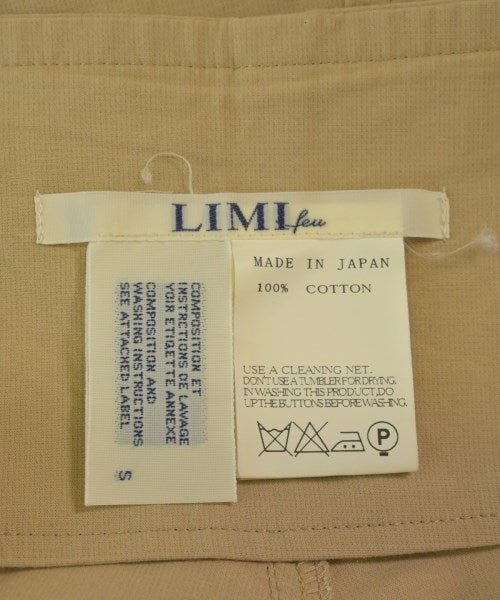 LIMI feu
MADE IN JAPAN
100% COTTON
USE A CLEANING NET.
DON'T USE A TUMBLER FOR DRYING.
IN WASHING THIS PRODUCT, DO
UP THE BUTTONS BEFORE WASHING.
P
COMPOSITION ET
INSTRUCTIONS DE LAVAGE
VOIR ETIQUETTE ANNEXE
COMPOSITION AND
WASHING INSTRUCTIONS
SEE ATTACHED LABEL
S